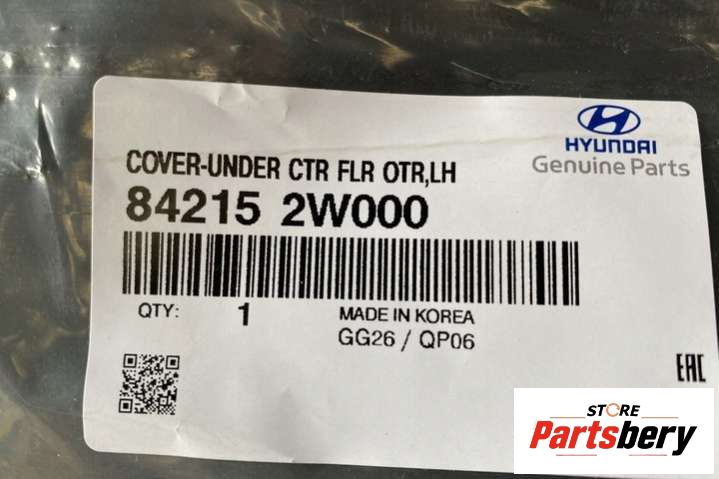 HYUNDAI
Genuine Parts
COVER-UNDER CTR FLR OTR,LH
84215 2W000
QTY: 1 MADE IN KOREA
GG26 / QP06
EAC
STORE
Partsbery